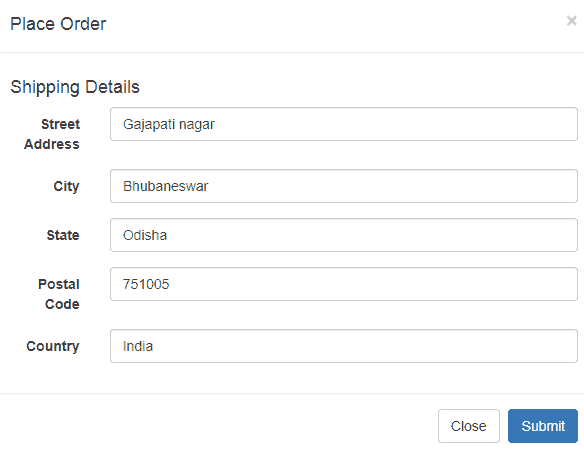 Place Order ×
Shipping Details
Street Address Gajapati nagar
City Bhubaneswar
State Odisha
Postal Code 751005
Country India
Close Submit